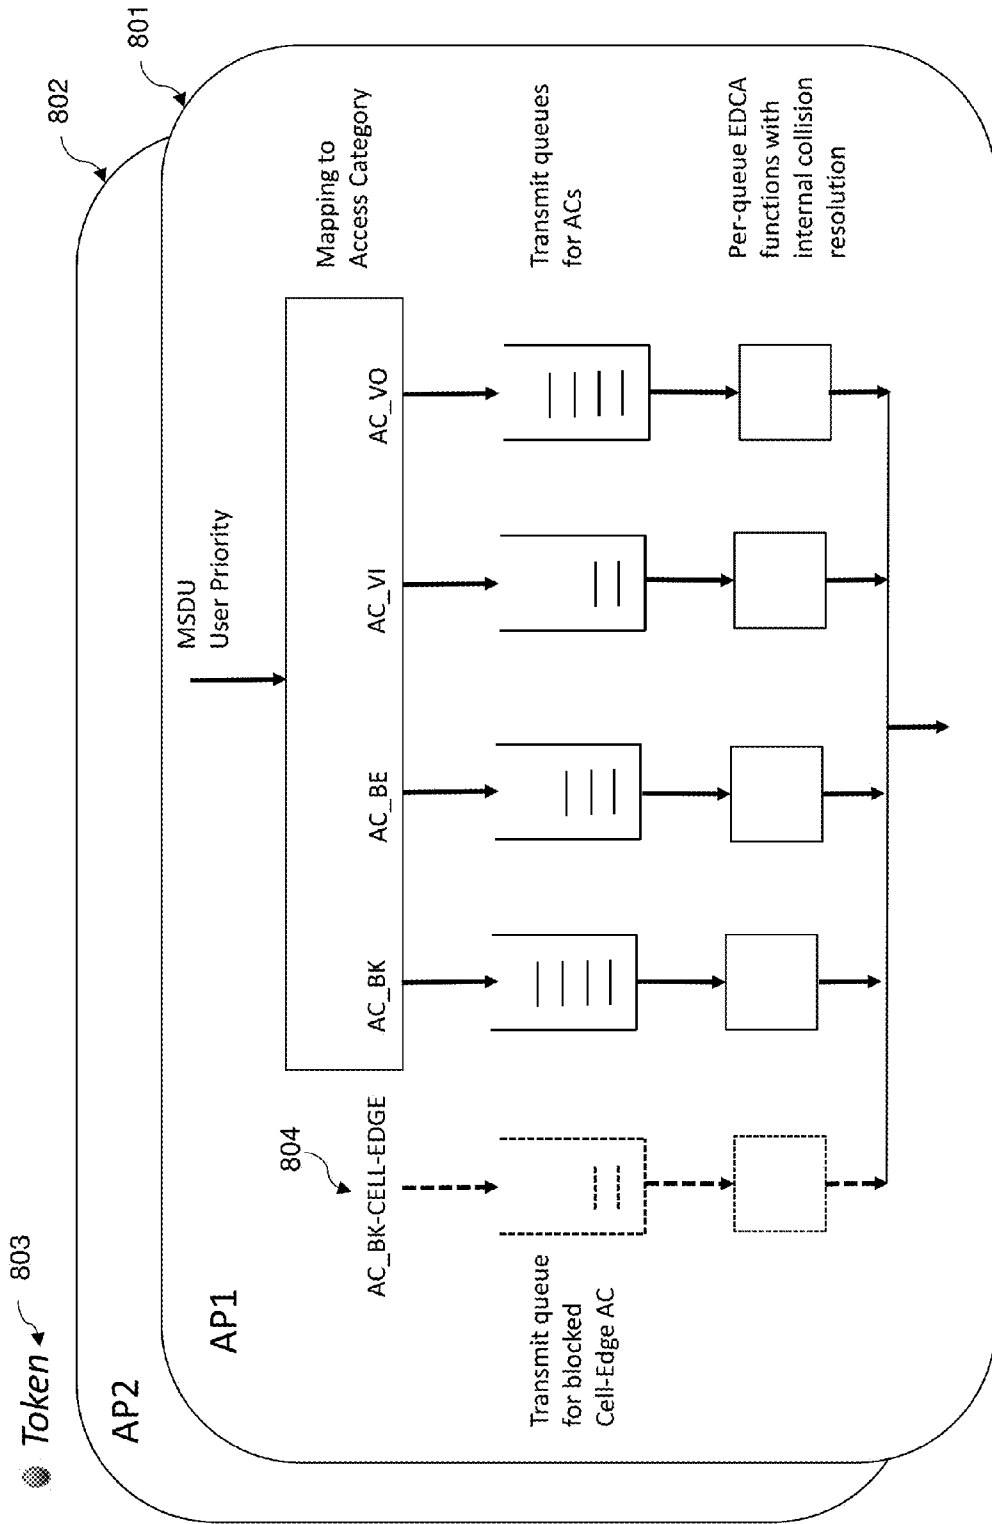 Token
803
AP2
802
AP1
801
MSDU
User Priority
Mapping to
Access Category
804
AC_BK-CELL-EDGE
AC_BK
AC_BE
AC_VI
AC_VO
Transmit queue
for blocked
Cell-Edge AC
Transmit queues
for ACs
Per-queue EDCA
functions with
internal collision
resolution